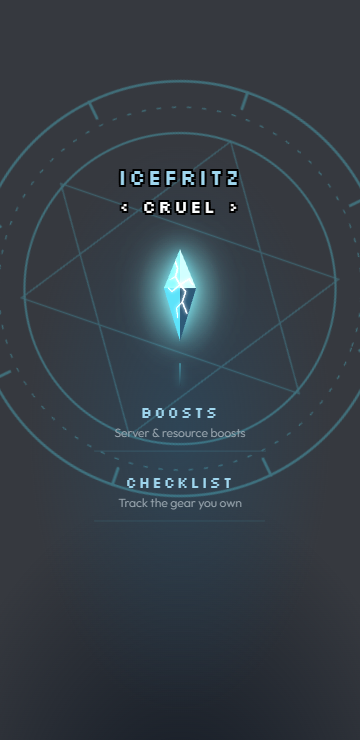 ICEFRITZ
< CRUEL >
BOOSTS
Server & resource boosts
CHECKLIST
Track the gear you own